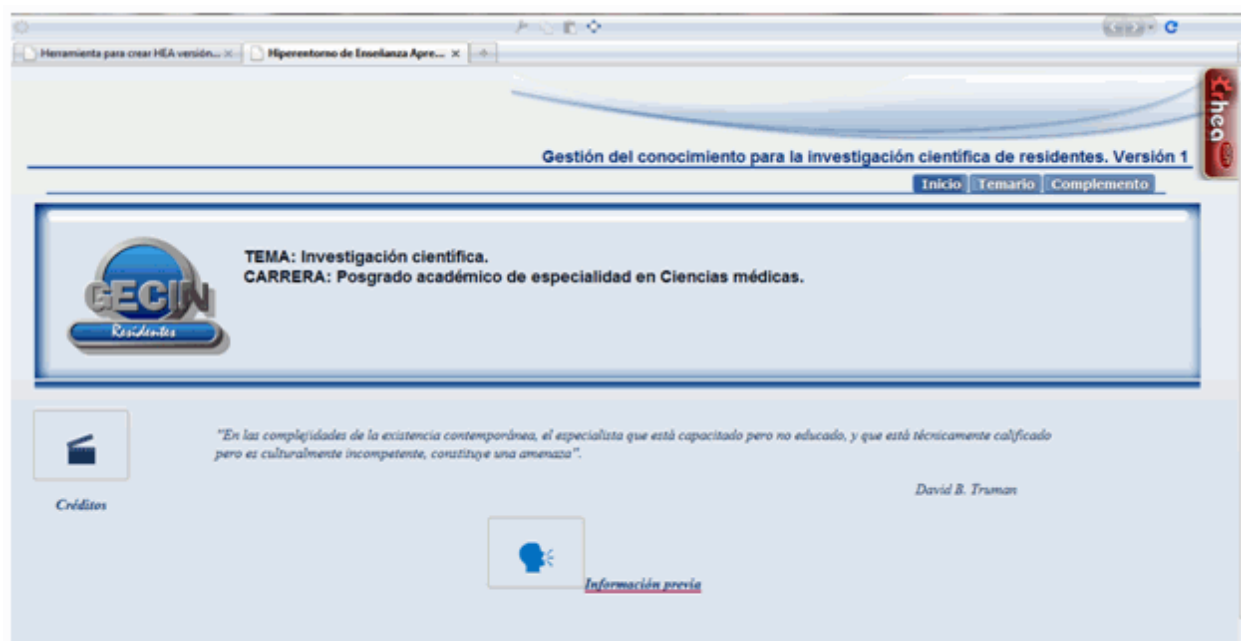 Herramienta para crear HEA versión...
Hiperentorno de Enseñanza Apre...
Crhea
Gestión del conocimiento para la investigación científica de residentes. Versión 1
Inicio Temario Complemento
TEMA: Investigación científica.
CARRERA: Posgrado académico de especialidad en Ciencias médicas.
GECIN
Residentes
"En las complejidades de la existencia contemporánea, el especialista que está capacitado pero no educado, y que está técnicamente calificado
pero es culturalmente incompetente, constituye una amenaza".
David B. Truman
Créditos
Información previa